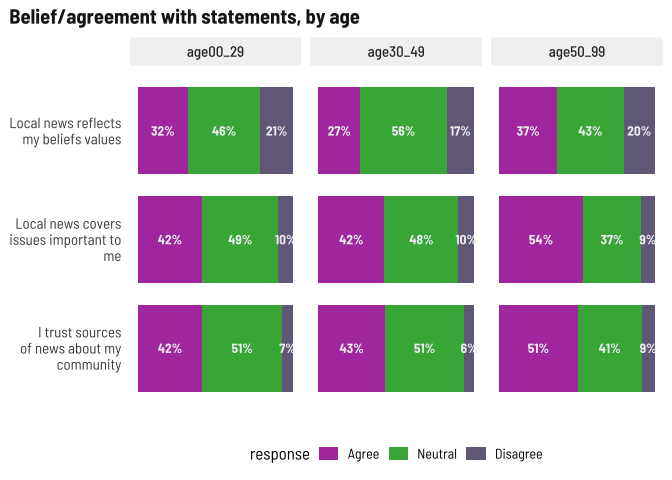 Belief/agreement with statements, by age
age00_29 age30_49 age50_99
Local news reflects
my beliefs values
32% 46% 21% 27% 56% 17% 37% 43% 20%
Local news covers
issues important to
me
42% 49% 10% 42% 48% 10% 54% 37% 9%
I trust sources
of news about my
community
42% 51% 7% 43% 51% 6% 51% 41% 9%
response Agree Neutral Disagree